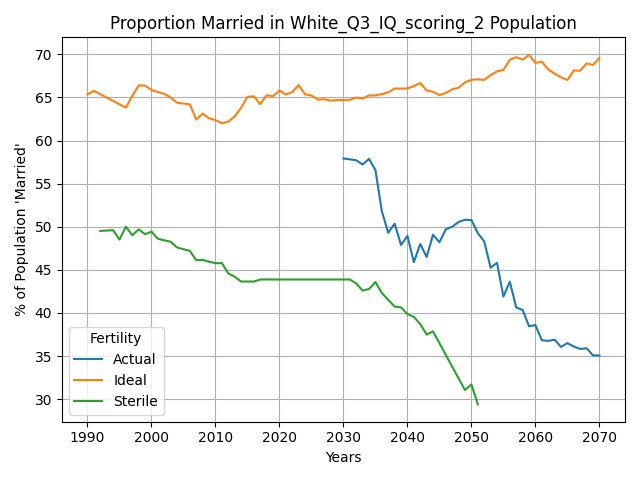 Proportion Married in White_Q3_IQ_scoring_2 Population
% of Population 'Married'
70
65
60
55
50
45
40
35
30
Fertility
Actual
Ideal
Sterile
1990 2000 2010 2020 2030 2040 2050 2060 2070
Years